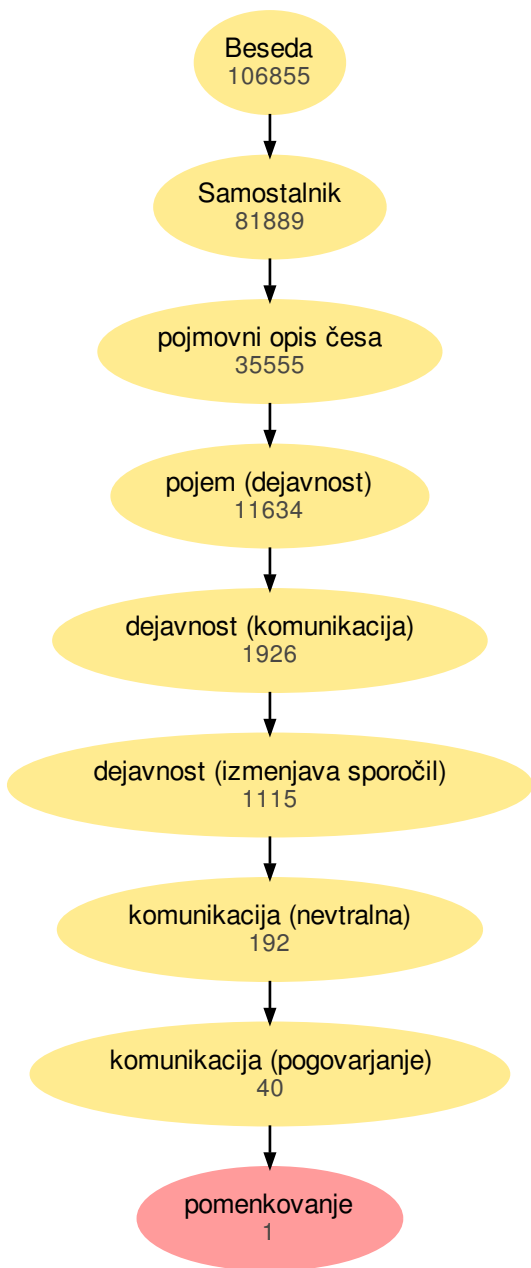 Beseda
106855
Samostalnik
81889
pojmovni opis česa
35555
pojem (dejavnost)
11634
dejavnost (komunikacija)
1926
dejavnost (izmenjava sporočil)
1115
komunikacija (nevtralna)
192
komunikacija (pogovarjanje)
40
pomenkovanje
1